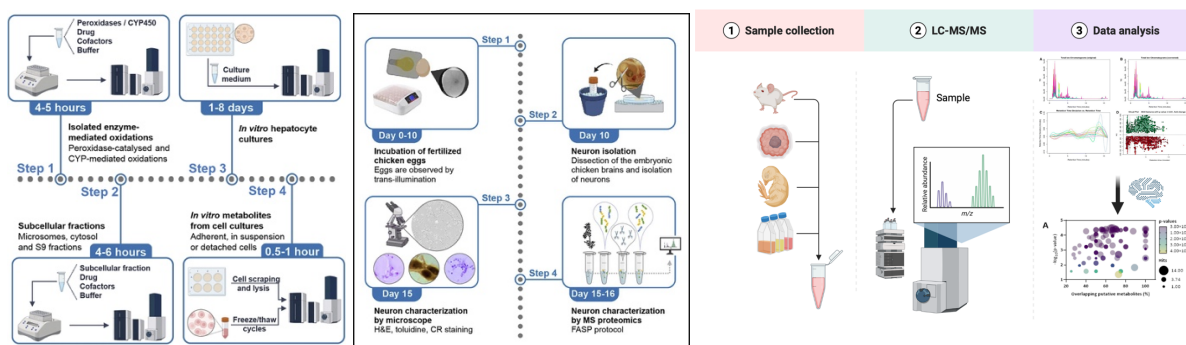 Peroxidases / CYP450
Drug
Cofactors
Buffer
4-5 hours
Isolated enzyme-
mediated oxidations
Peroxidase-catalysed and
CYP-mediated oxidations
Step 1
Step 2
Subcellular fractions
Microsomes, cytosol
and S9 fractions
4-6 hours
Subcellular fraction
Drug
Cofactors
Buffer
Culture
medium
1-8 days
In vitro hepatocyte
cultures
Step 3
Step 4
In vitro metabolites
from cell cultures
Adherent, in suspension
or detached cells
0.5-1 hour
Cell scraping
and lysis
Freeze/thaw
cycles
Step 1
Day 0-10
Incubation of fertilized
chicken eggs
Eggs are observed by
trans-illumination
Step 2
Day 10
Neuron isolation
Dissection of the embryonic
chicken brains and isolation
of neurons
Step 3
Day 15
Neuron characterization
by microscope
H&E, toluidine, CR staining
Step 4
Day 15-16
Neuron characterization
by MS proteomics
FASP protocol
1 Sample collection
2 LC-MS/MS
Sample
Relative abundance
m/z
3 Data analysis
A
B
C
A
p-values
Hits
Overlapping putative metabolites (%)
20
40
60
80
100